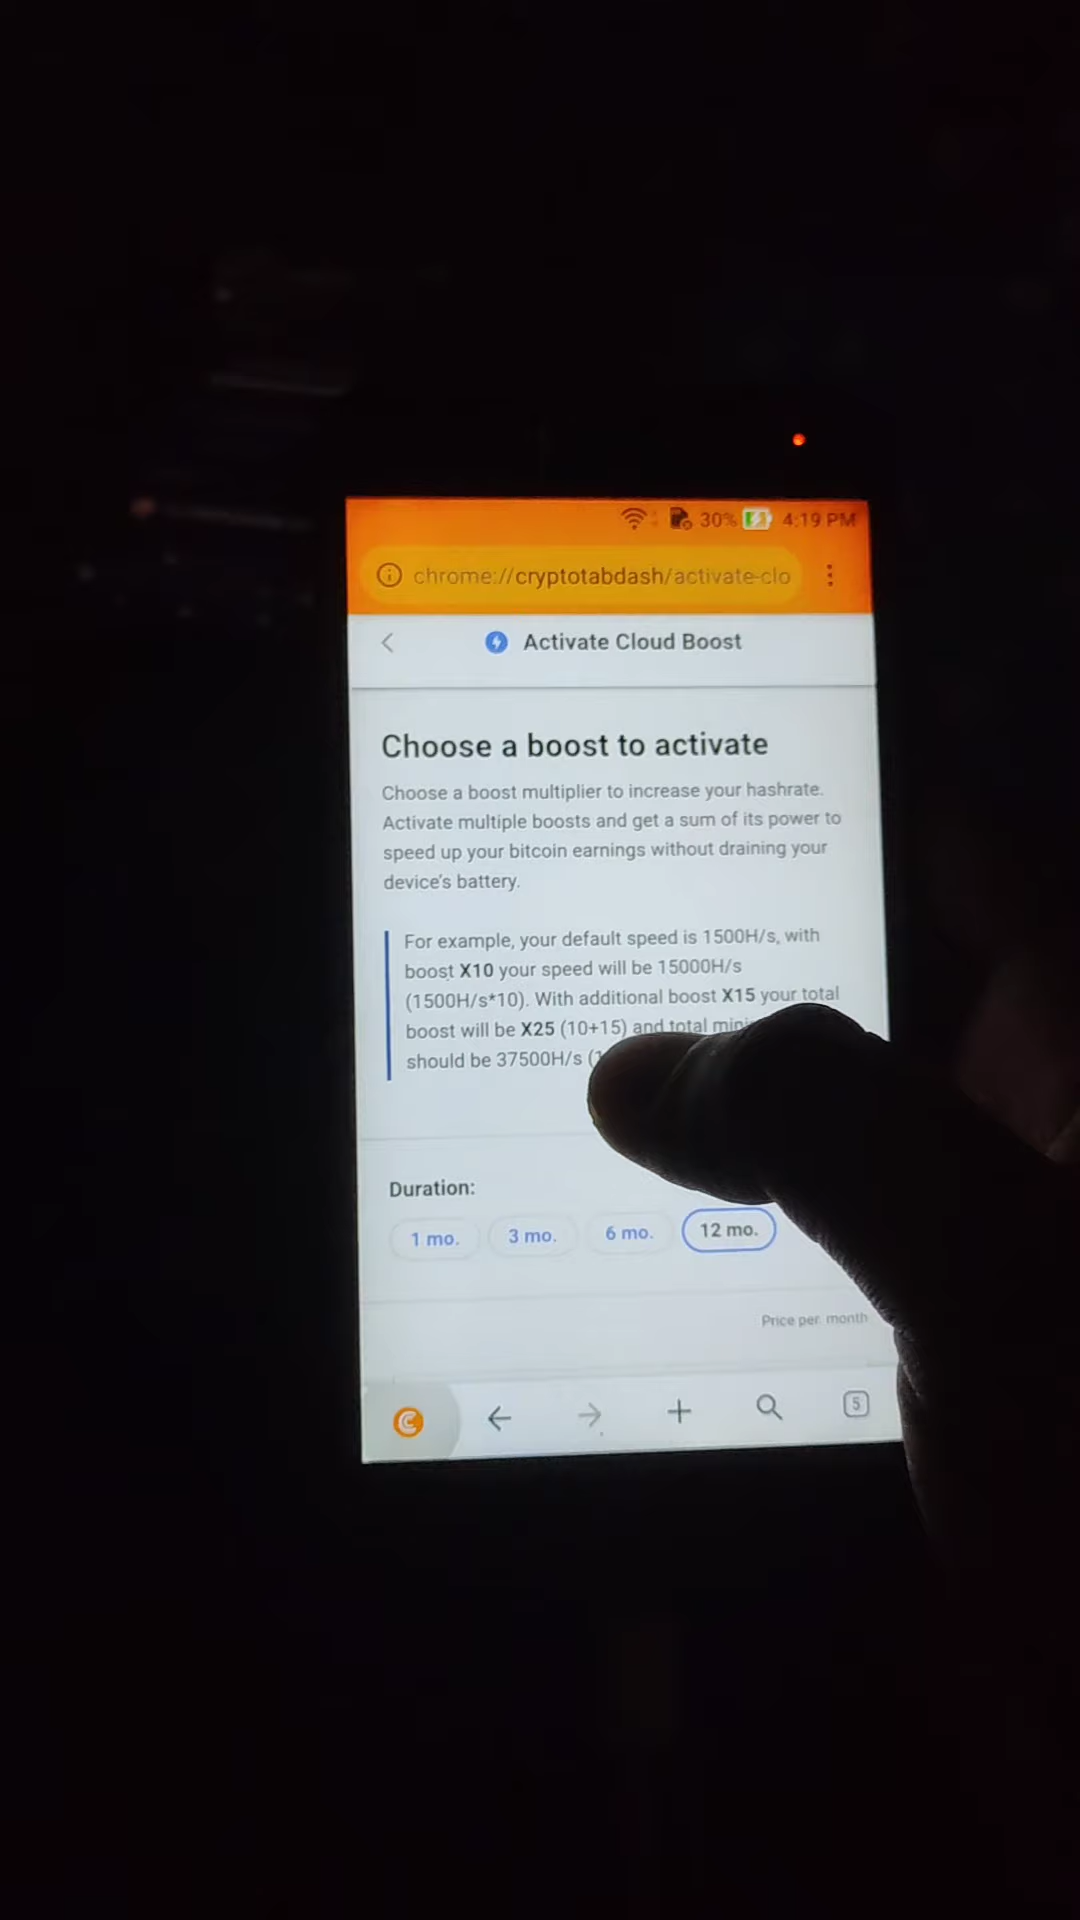 30% 4:19 PM
chrome://cryptotabdash/activate-clo
Activate Cloud Boost
Choose a boost to activate
Choose a boost multiplier to increase your hashrate.
Activate multiple boosts and get a sum of its power to
speed up your bitcoin earnings without draining your
device's battery.
For example, your default speed is 1500H/s, with
boost X10 your speed will be 15000H/s
(1500H/s*10). With additional boost X15 your total
boost will be X25 (10+15) and total
should be 37500H/s
Duration:
1 mo. 3 mo. 6 mo. 12 mo.
Price per month
5